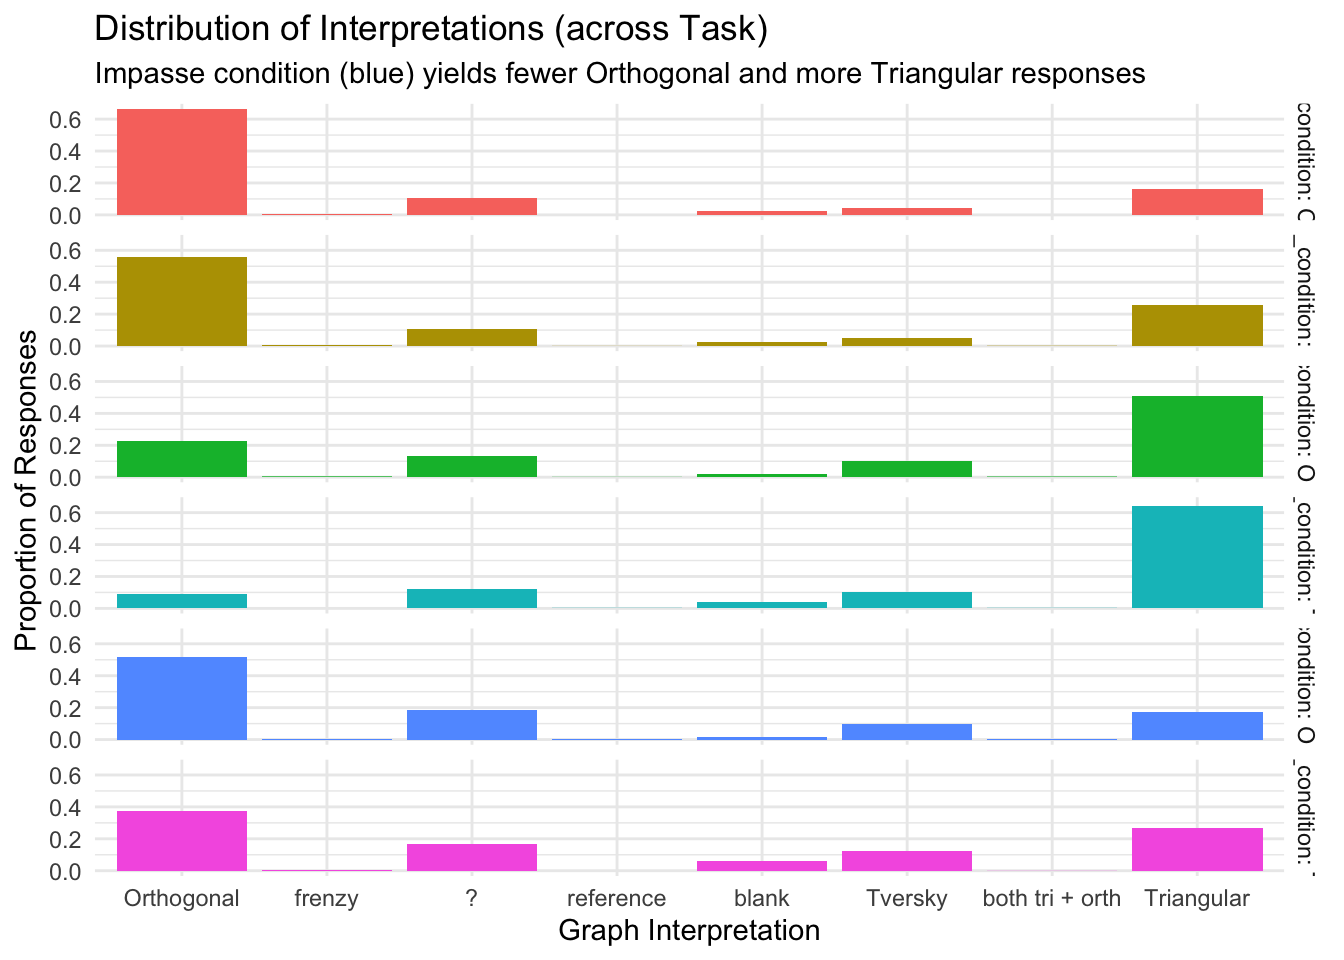 Distribution of Interpretations (across Task)
Impasse condition (blue) yields fewer Orthogonal and more Triangular responses
Proportion of Responses
0.6
0.4
0.2
0.0
condition:
0.6
0.4
0.2
0.0
_condition:
0.6
0.4
0.2
0.0
ondition: O
0.6
0.4
0.2
0.0
_condition:
0.6
0.4
0.2
0.0
ondition: O
0.6
0.4
0.2
0.0
_condition:
Orthogonal frenzy ? reference blank Tversky both tri + orth Triangular
Graph Interpretation